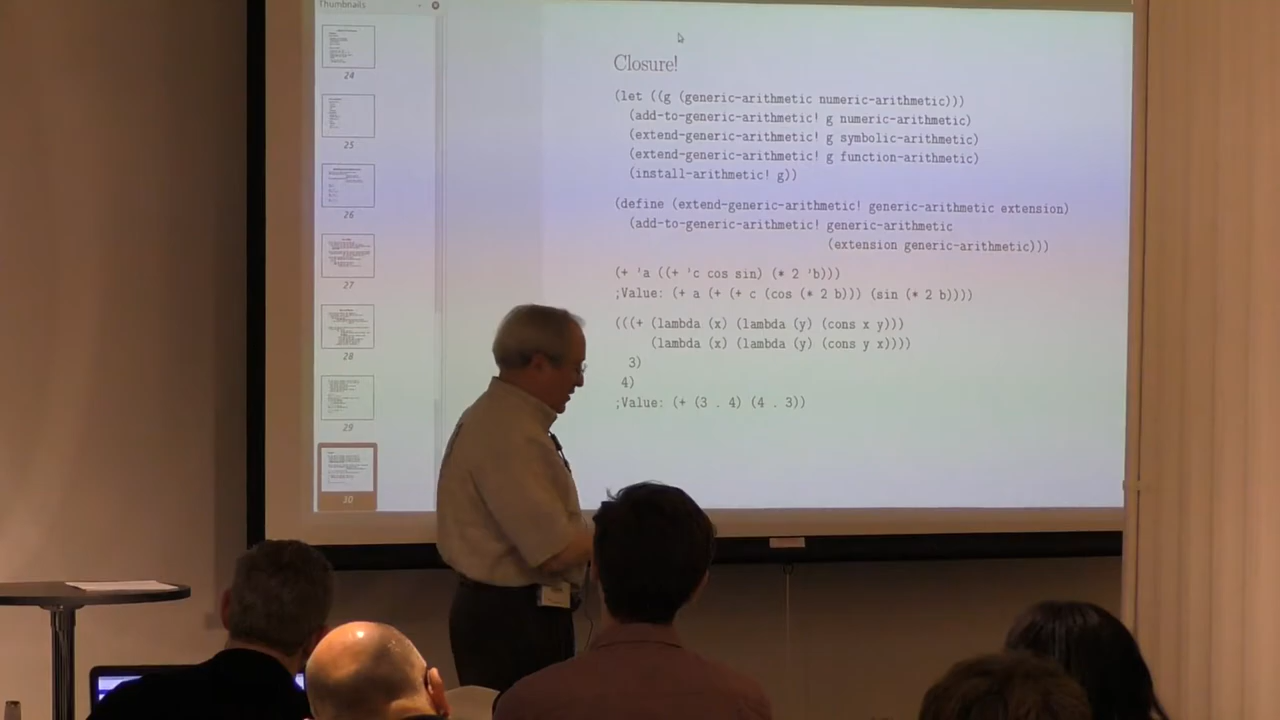 Thumbnails
24
25
26
27
28
29
30
Closure!
(let ((g (generic-arithmetic numeric-arithmetic)))
(add-to-generic-arithmetic! g numeric-arithmetic)
(extend-generic-arithmetic! g symbolic-arithmetic)
(extend-generic-arithmetic! g function-arithmetic)
(install-arithmetic! g))
(define (extend-generic-arithmetic! generic-arithmetic extension)
(add-to-generic-arithmetic! generic-arithmetic
(extension generic-arithmetic)))
(+ 'a ((+ 'c cos sin) (* 2 'b)))
;Value: (+ a (+ (+ c (cos (* 2 b))) (sin (* 2 b))))
(((+ (lambda (x) (lambda (y) (cons x y)))
(lambda (x) (lambda (y) (cons y x))))
3)
4)
;Value: (+ (3 . 4) (4 . 3))